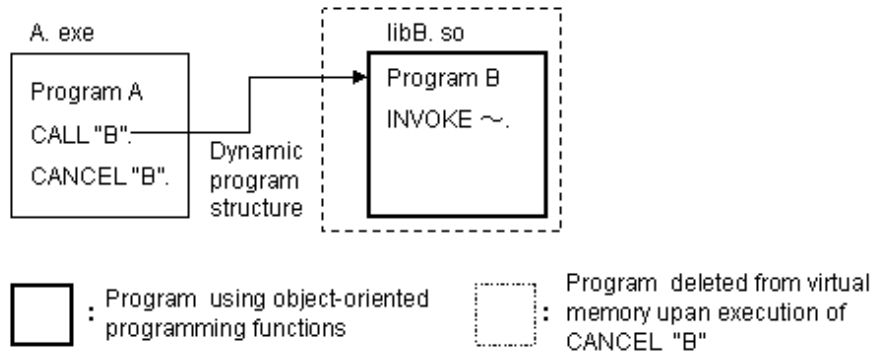 A. exe
libB. so
Program A
CALL "B".
CANCEL "B".
Dynamic
program
structure
Program B
INVOKE ～.
: Program using object-oriented
programming functions
: Program deleted from virtual
memory upan execution of
CANCEL "B"